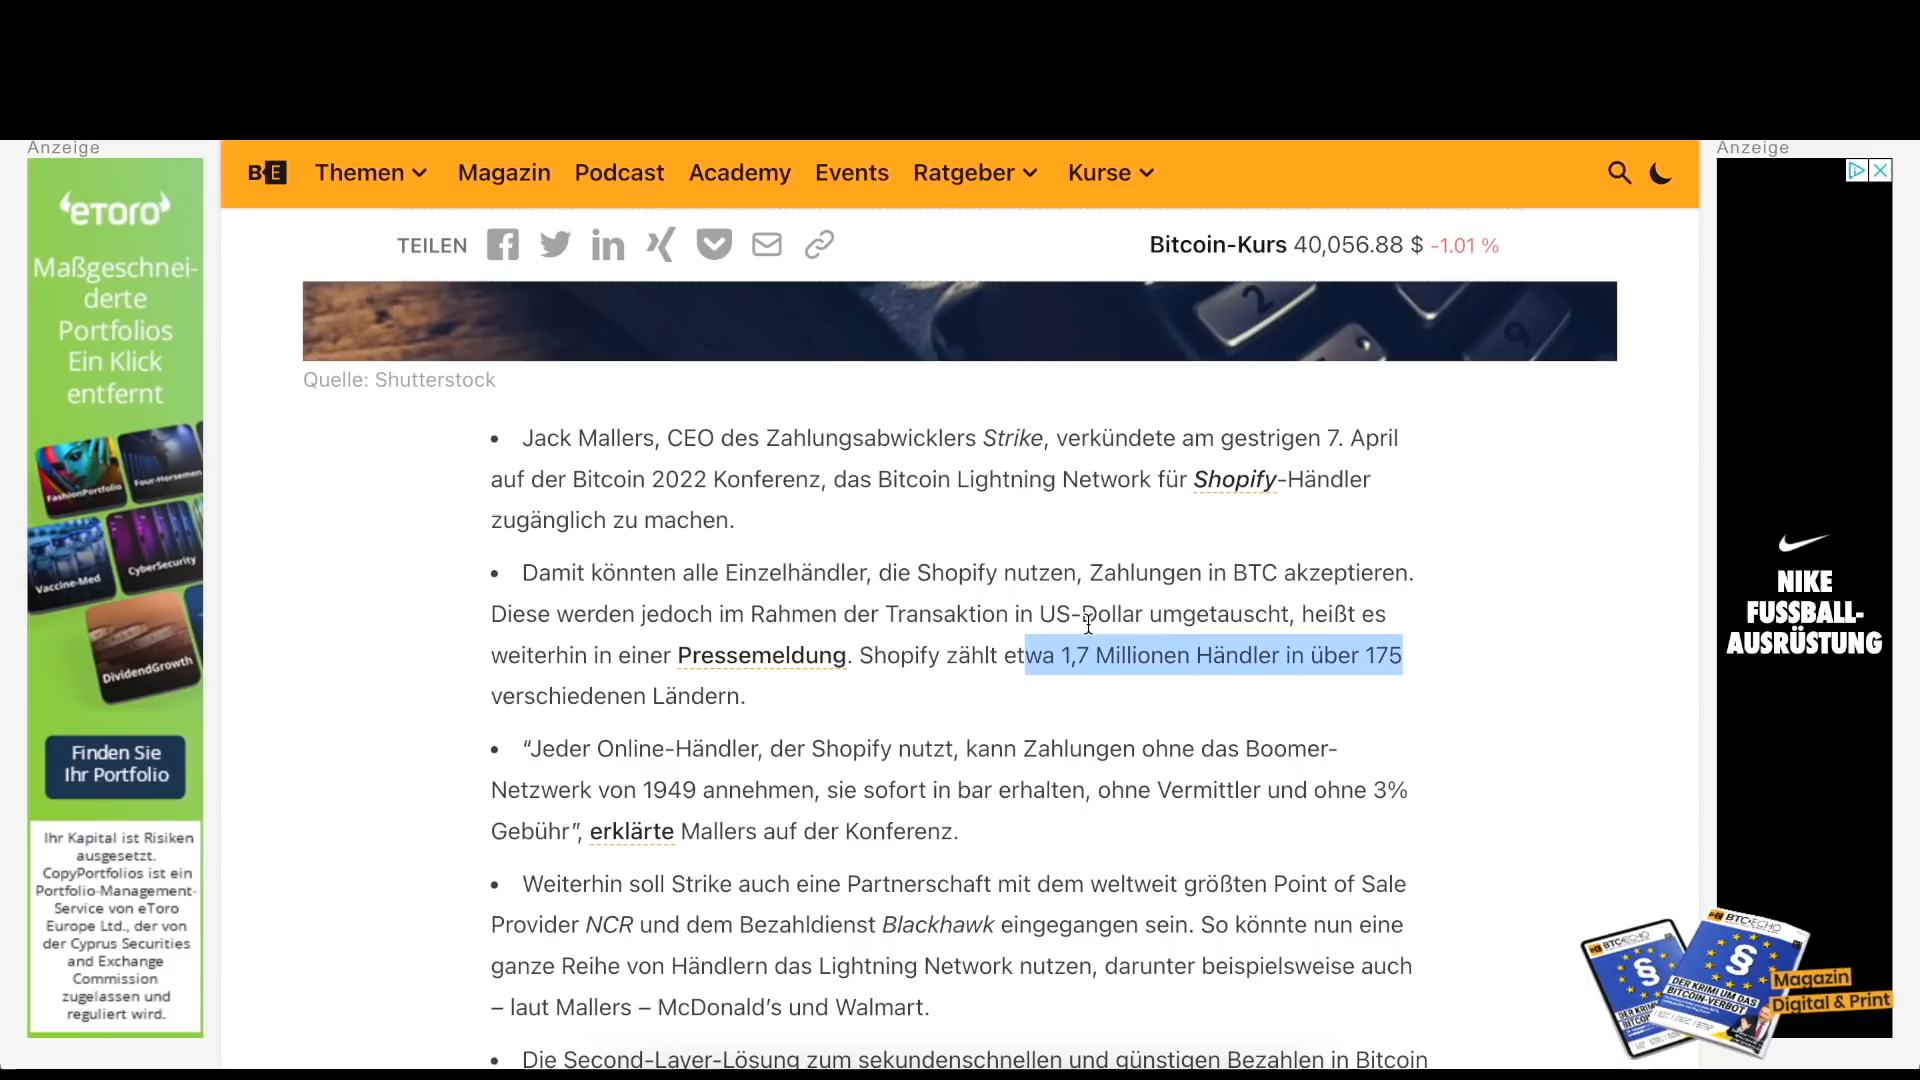 Anzeige
Anzeige
B E Themen Magazin Podcast Academy Events Ratgeber Kurse
TEILEN
Bitcoin-Kurs 40,056.88 $ -1.01 %
2
9
Quelle: Shutterstock
• Jack Mallers, CEO des Zahlungsabwicklers Strike, verkündete am gestrigen 7. April
auf der Bitcoin 2022 Konferenz, das Bitcoin Lightning Network für Shopify-Händler
zugänglich zu machen.
• Damit könnten alle Einzelhändler, die Shopify nutzen, Zahlungen in BTC akzeptieren.
Diese werden jedoch im Rahmen der Transaktion in US-Dollar umgetauscht, heißt es
weiterhin in einer Pressemeldung. Shopify zählt etwa 1,7 Millionen Händler in über 175
verschiedenen Ländern.
• “Jeder Online-Händler, der Shopify nutzt, kann Zahlungen ohne das Boomer-
Netzwerk von 1949 annehmen, sie sofort in bar erhalten, ohne Vermittler und ohne 3%
Gebühr”, erklärte Mallers auf der Konferenz.
• Weiterhin soll Strike auch eine Partnerschaft mit dem weltweit größten Point of Sale
Provider NCR und dem Bezahldienst Blackhawk eingegangen sein. So könnte nun eine
ganze Reihe von Händlern das Lightning Network nutzen, darunter beispielsweise auch
– laut Mallers – McDonald’s und Walmart.
• Die Second-Layer-Lösung zum sekundenschnellen und günstigen Bezahlen in Bitcoin
eToro
Maßgeschnei-
derte
Portfolios
Ein Klick
entfernt
FashionPortfolio
Four-Horsemen
Vaccine-Med
CyberSecurity
DividendGrowth
Finden Sie
Ihr Portfolio
Ihr Kapital ist Risiken
ausgesetzt.
CopyPortfolios ist ein
Portfolio-Management-
Service von eToro
Europe Ltd., der von
der Cyprus Securities
and Exchange
Commission
zugelassen und
reguliert wird.
NIKE
FUSSBALL-
AUSRÜSTUNG
BTC-ECHO
BTC-ECHO
§
§
DER KRIMI UM DAS
BITCOIN-VERBOT
Magazin
Digital & Print